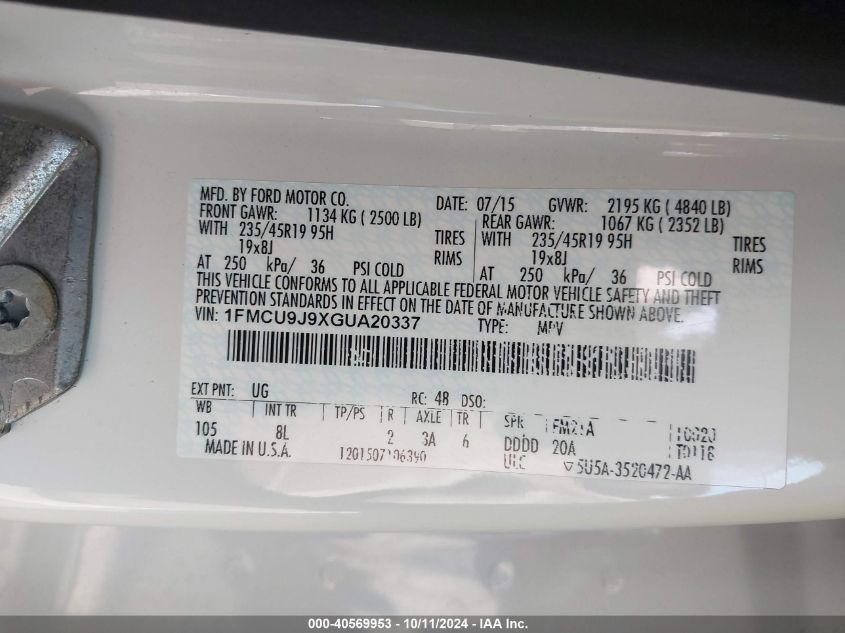 MFD. BY FORD MOTOR CO. DATE: 07/15 GVWR: 2195 KG ( 4840 LB)
FRONT GAWR: 1134 KG ( 2500 LB) REAR GAWR: 1067 KG ( 2352 LB)
WITH 235/45R19 95H TIRES WITH 235/45R19 95H TIRES
19x8J RIMS 19x8J RIMS
AT 250 kPa/ 36 PSI COLD AT 250 kPa/ 36 PSI COLD
THIS VEHICLE CONFORMS TO ALL APPLICABLE FEDERAL MOTOR VEHICLE SAFETY AND THEFT
PREVENTION STANDARDS IN EFFECT ON THE DATE OF MANUFACTURE SHOWN ABOVE.
VIN: 1FMCU9J9XGUA20337 TYPE: MPV
EXT PNT: UG RC: 48 DSO:
WB INT TR TP/PS R AXLE TR SPR
105 8L 2 3A 6 DDDD 20A
MADE IN U.S.A. ULC 5U5A-3520472-AA
000-40569953 - 10/11/2024 - IAA Inc.